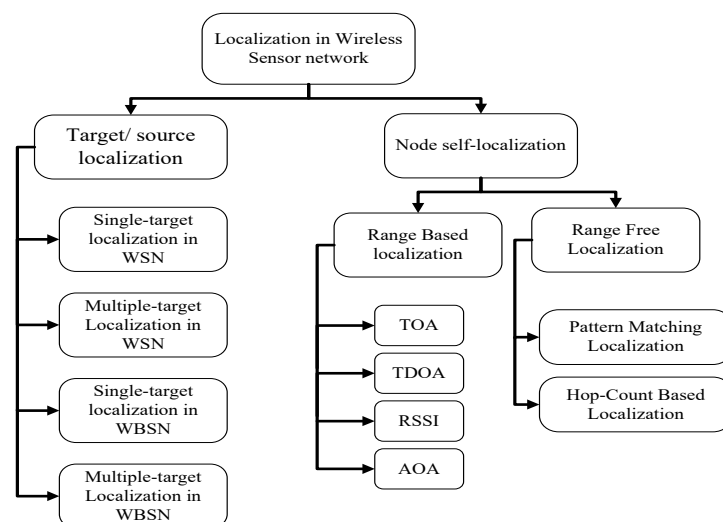 Localization in Wireless
Sensor network
Target/ source
localization
Node self-localization
Single-target
localization in
WSN
Multiple-target
Localization in
WSN
Single-target
localization in
WBSN
Multiple-target
Localization in
WBSN
Range Based
localization
TOA
TDOA
RSSI
AOA
Range Free
Localization
Pattern Matching
Localization
Hop-Count Based
Localization